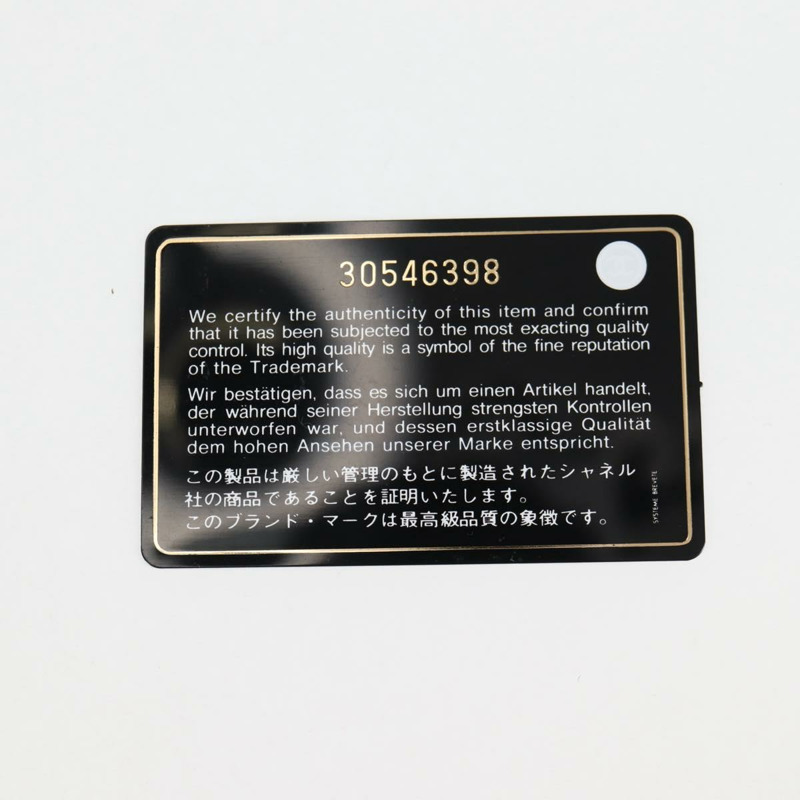 30546398
We certify the authenticity of this item and confirm
that it has been subjected to the most exacting quality
control. Its high quality is a symbol of the fine reputation
of the Trademark.
Wir bestätigen, dass es sich um einen Artikel handelt,
der während seiner Herstellung strengsten Kontrollen
unterworfen war, und dessen erstklassige Qualität
dem hohen Ansehen unserer Marke entspricht.
この製品は厳しい管理のもとに製造されたシャネル
社の商品であることを証明いたします。
このブランド・マークは最高級品質の象徴です。
SYSTEME BREVETE